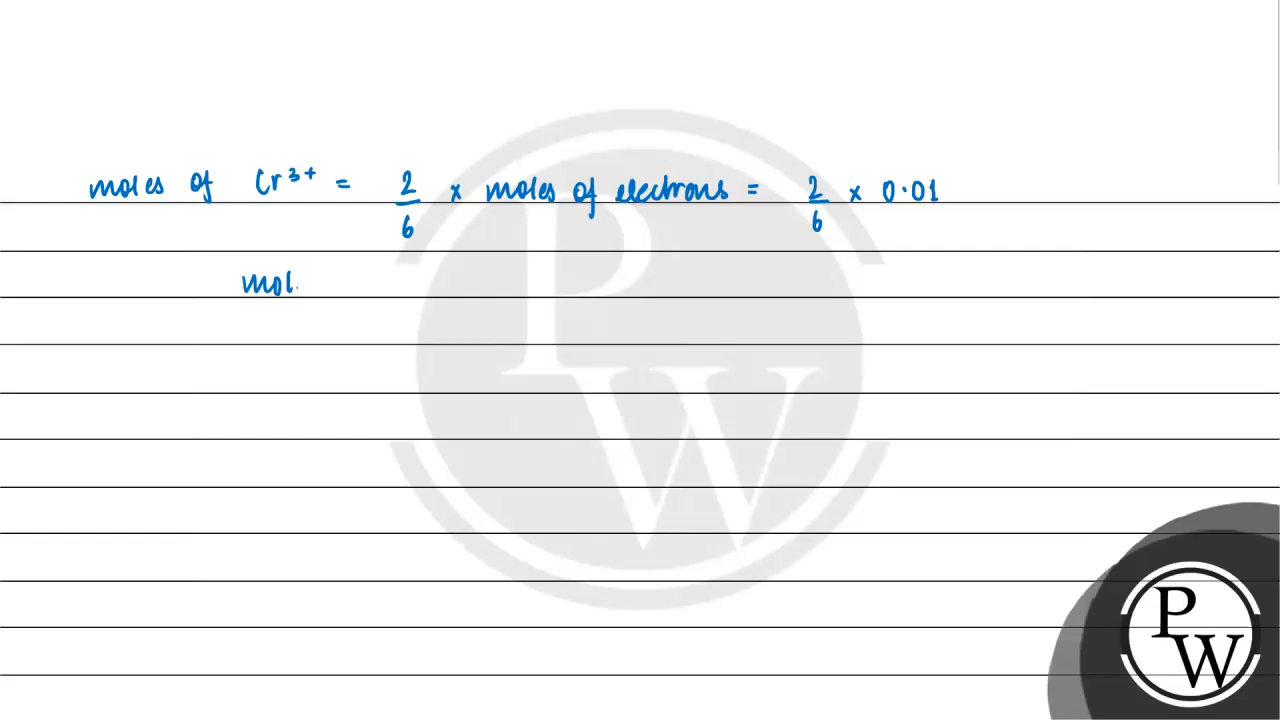 moles of Cr³⁺ = 2/6 × moles of electrons = 2/6 × 0.01
mol.
P
W
P
W